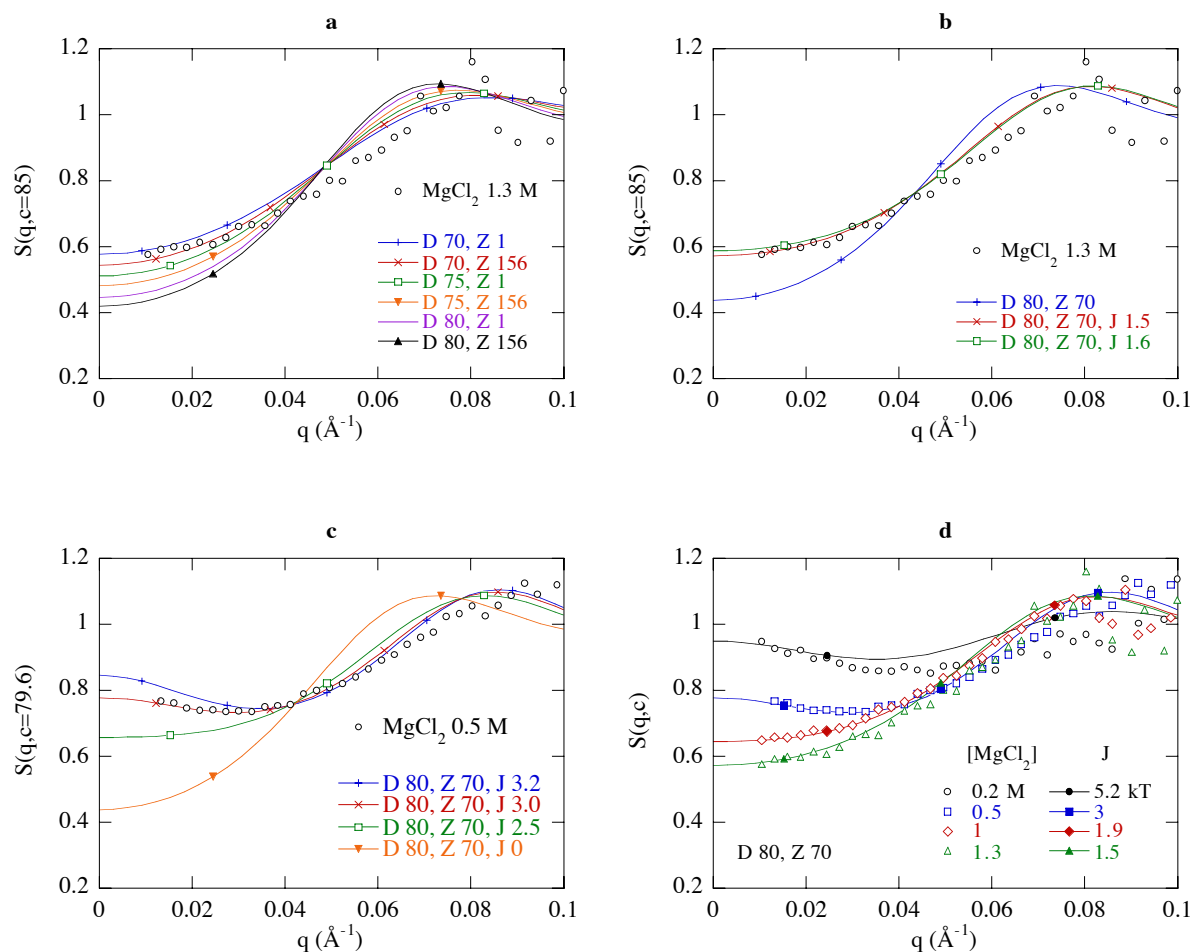 a
1.2
1
0.8
0.6
0.4
0.2
S(q,c=85)
MgCl2 1.3 M
D 70, Z 1
D 70, Z 156
D 75, Z 1
D 75, Z 156
D 80, Z 1
D 80, Z 156
0 0.02 0.04 0.06 0.08 0.1
q (Å-1)
b
1.2
1
0.8
0.6
0.4
0.2
S(q,c=85)
MgCl2 1.3 M
D 80, Z 70
D 80, Z 70, J 1.5
D 80, Z 70, J 1.6
0 0.02 0.04 0.06 0.08 0.1
q (Å-1)
c
1.2
1
0.8
0.6
0.4
0.2
S(q,c=79.6)
MgCl2 0.5 M
D 80, Z 70, J 3.2
D 80, Z 70, J 3.0
D 80, Z 70, J 2.5
D 80, Z 70, J 0
0 0.02 0.04 0.06 0.08 0.1
q (Å-1)
d
1.2
1
0.8
0.6
0.4
0.2
S(q,c)
[MgCl2] J
0.2 M 5.2 kT
0.5 3
1 1.9
1.3 1.5
D 80, Z 70
0 0.02 0.04 0.06 0.08 0.1
q (Å-1)